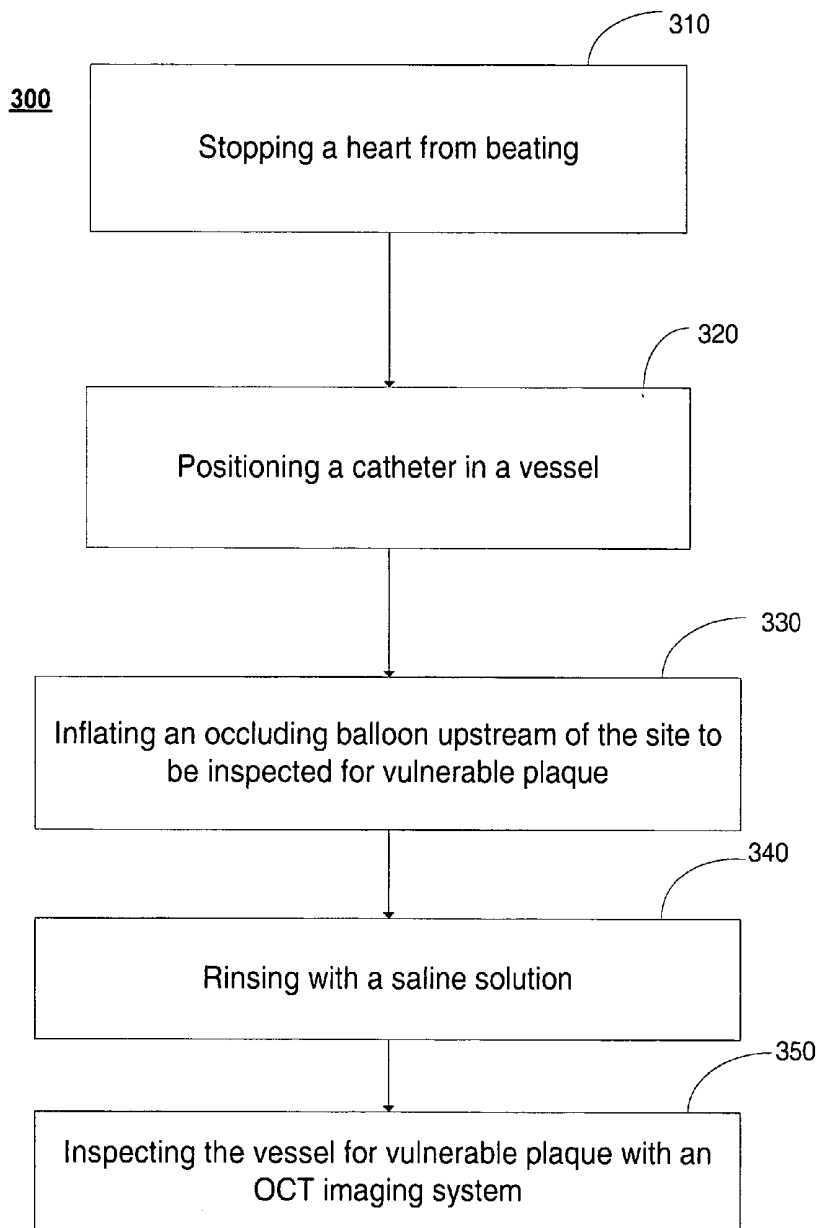 310
300
Stopping a heart from beating
320
Positioning a catheter in a vessel
330
Inflating an occluding balloon upstream of the site to
be inspected for vulnerable plaque
340
Rinsing with a saline solution
350
Inspecting the vessel for vulnerable plaque with an
OCT imaging system